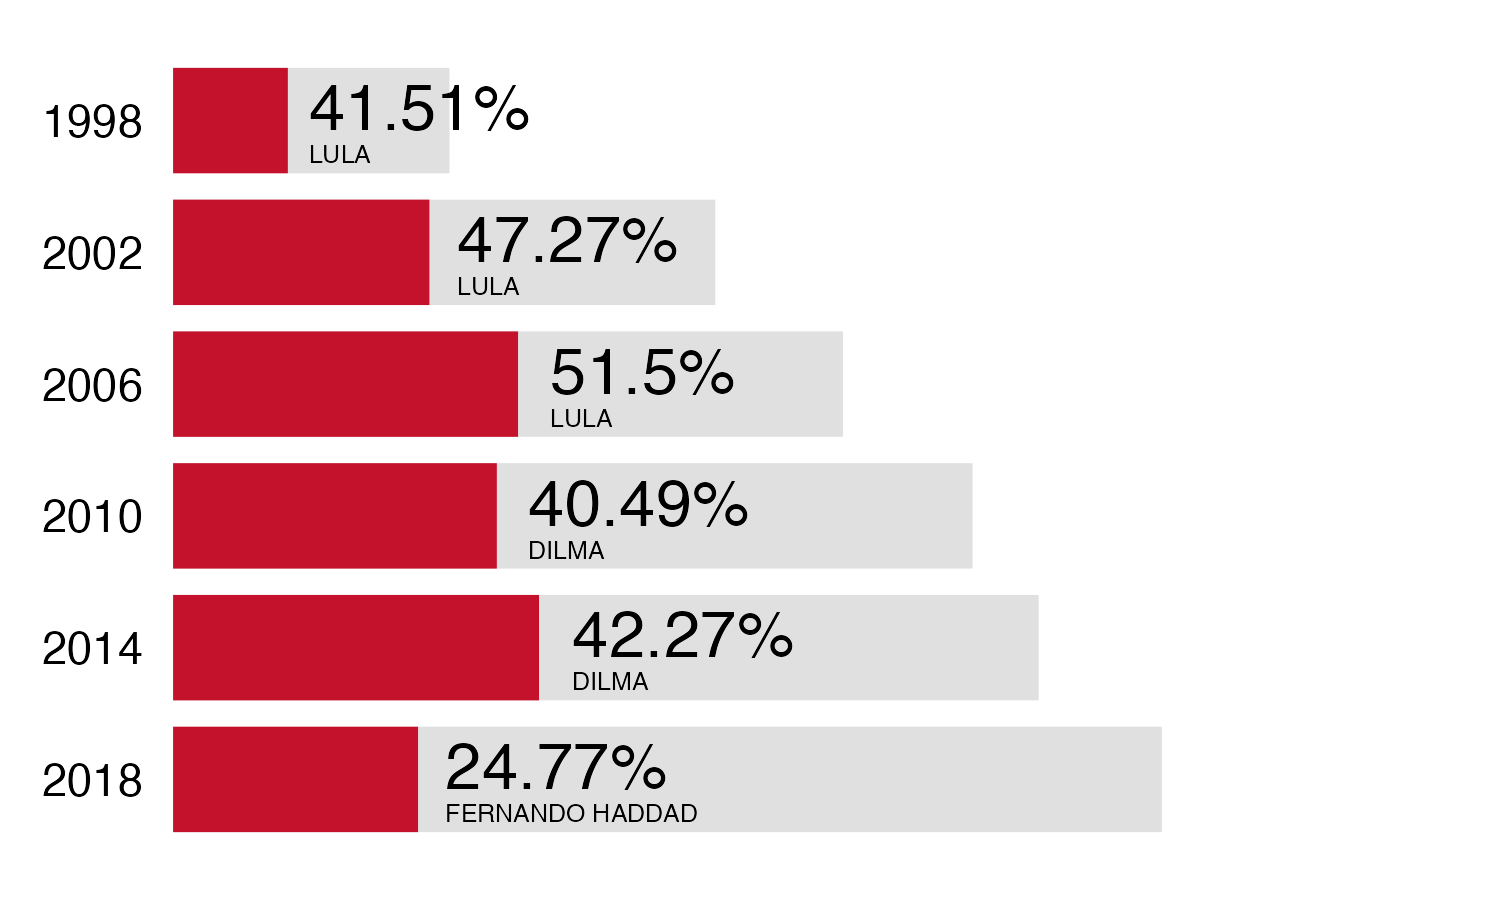 1998
41.51%
LULA
2002
47.27%
LULA
2006
51.5%
LULA
2010
40.49%
DILMA
2014
42.27%
DILMA
2018
24.77%
FERNANDO HADDAD